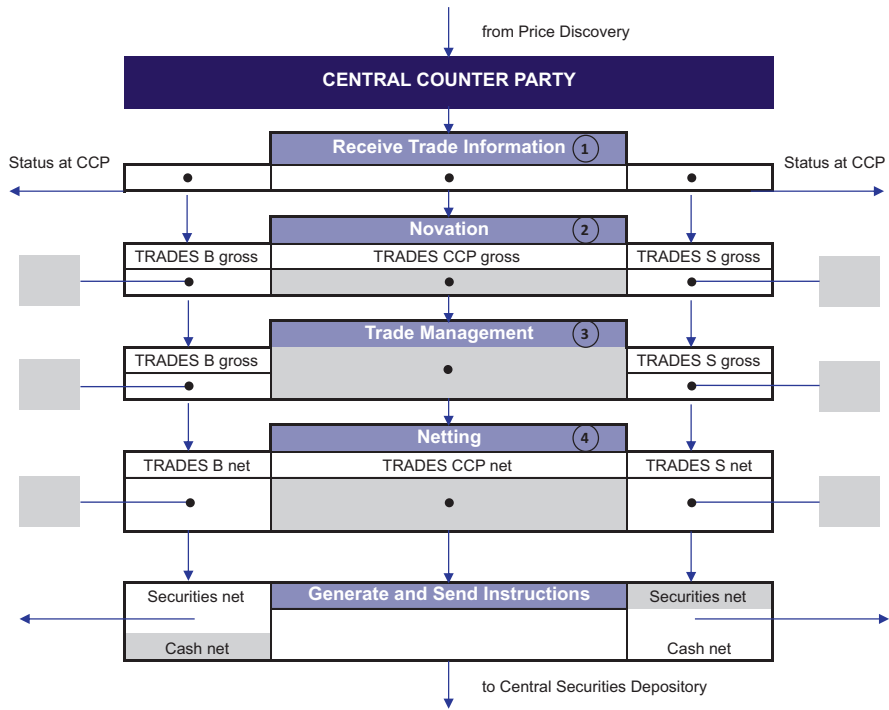 from Price Discovery
CENTRAL COUNTER PARTY
Receive Trade Information 1
Status at CCP
Status at CCP
Novation 2
TRADES B gross TRADES CCP gross TRADES S gross
Trade Management 3
TRADES B gross TRADES S gross
Netting 4
TRADES B net TRADES CCP net TRADES S net
Securities net Generate and Send Instructions Securities net
Cash net Cash net
to Central Securities Depository